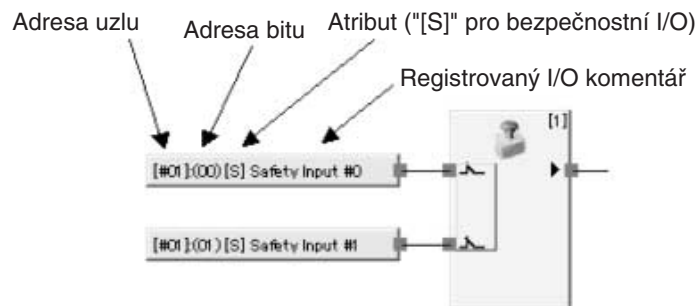 Adresa uzlu
Adresa bitu
Atribut ("[S]" pro bezpečnostní I/O)
Registrovaný I/O komentář
[1]
[#01]:(00)[S] Safety Input #0
[#01]:(01)[S] Safety Input #1